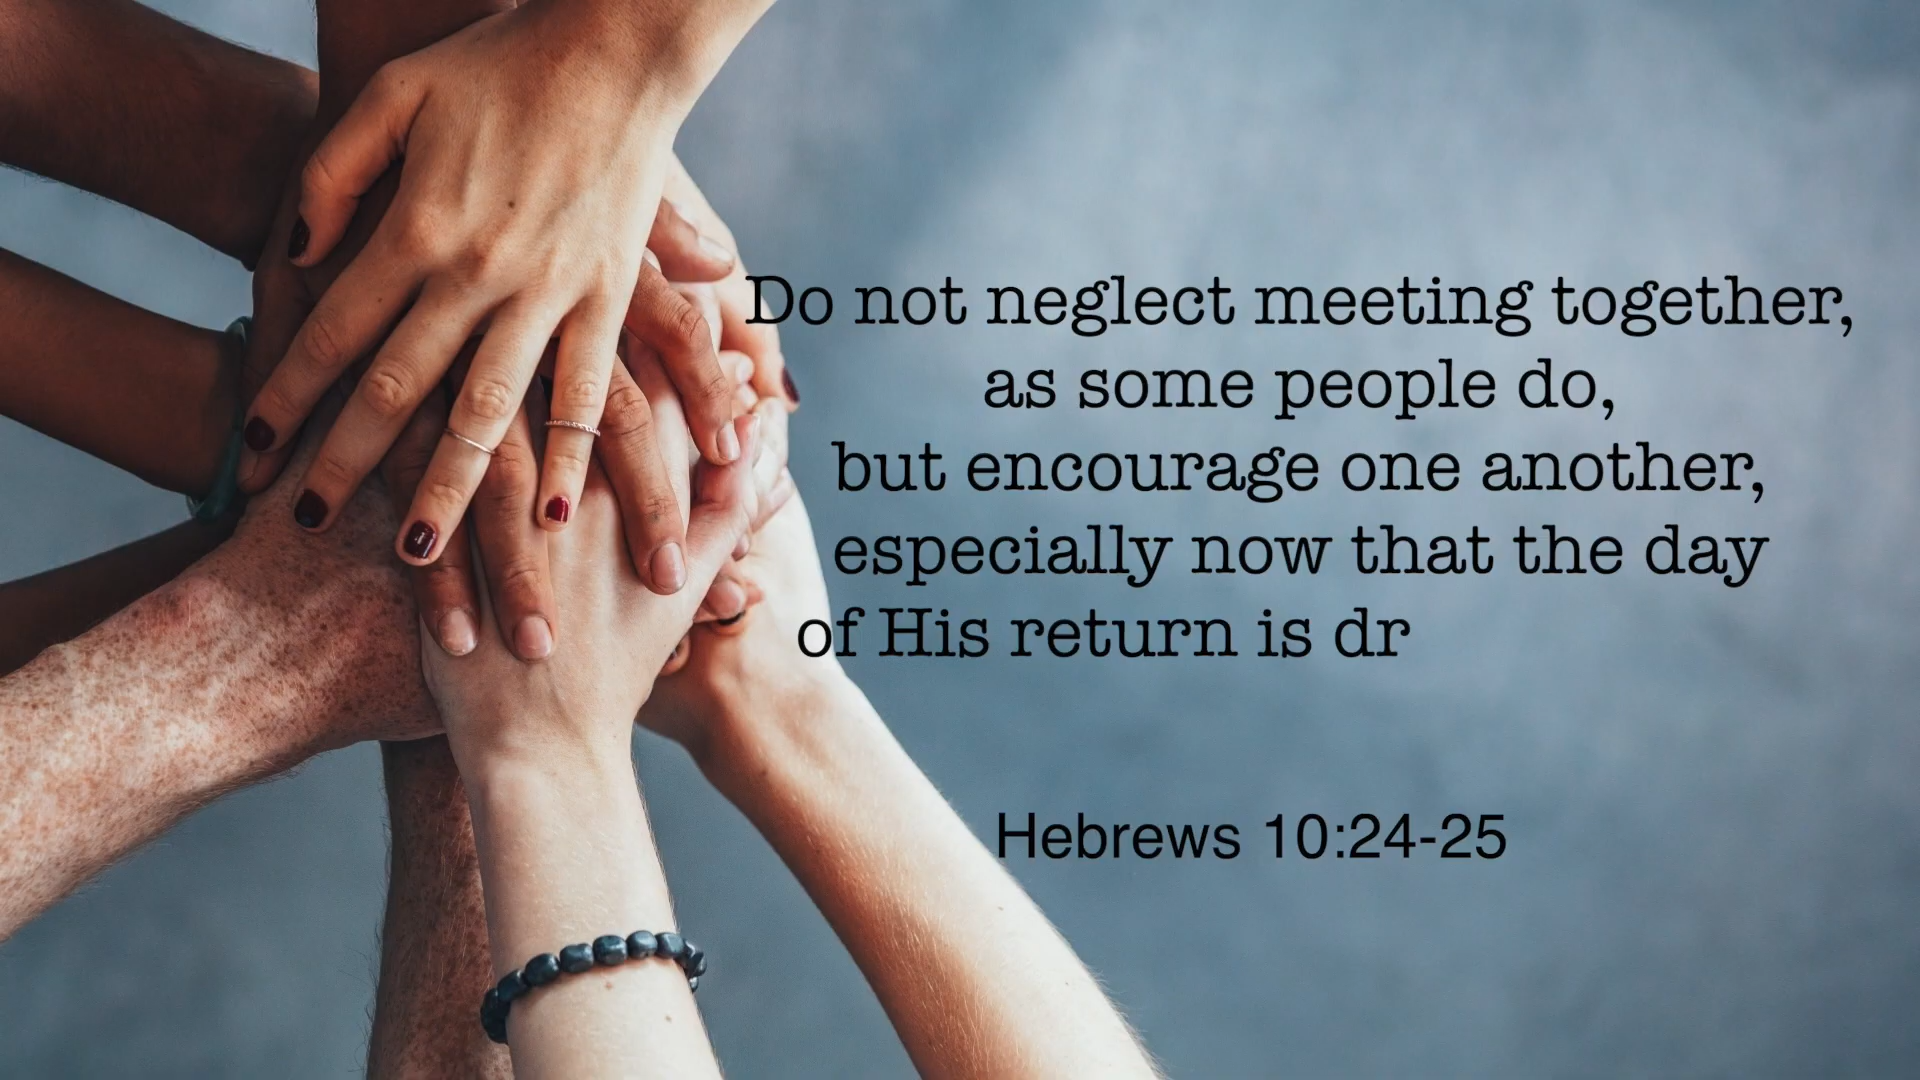 Do not neglect meeting together,
as some people do,
but encourage one another,
especially now that the day
of His return is dr
Hebrews 10:24-25